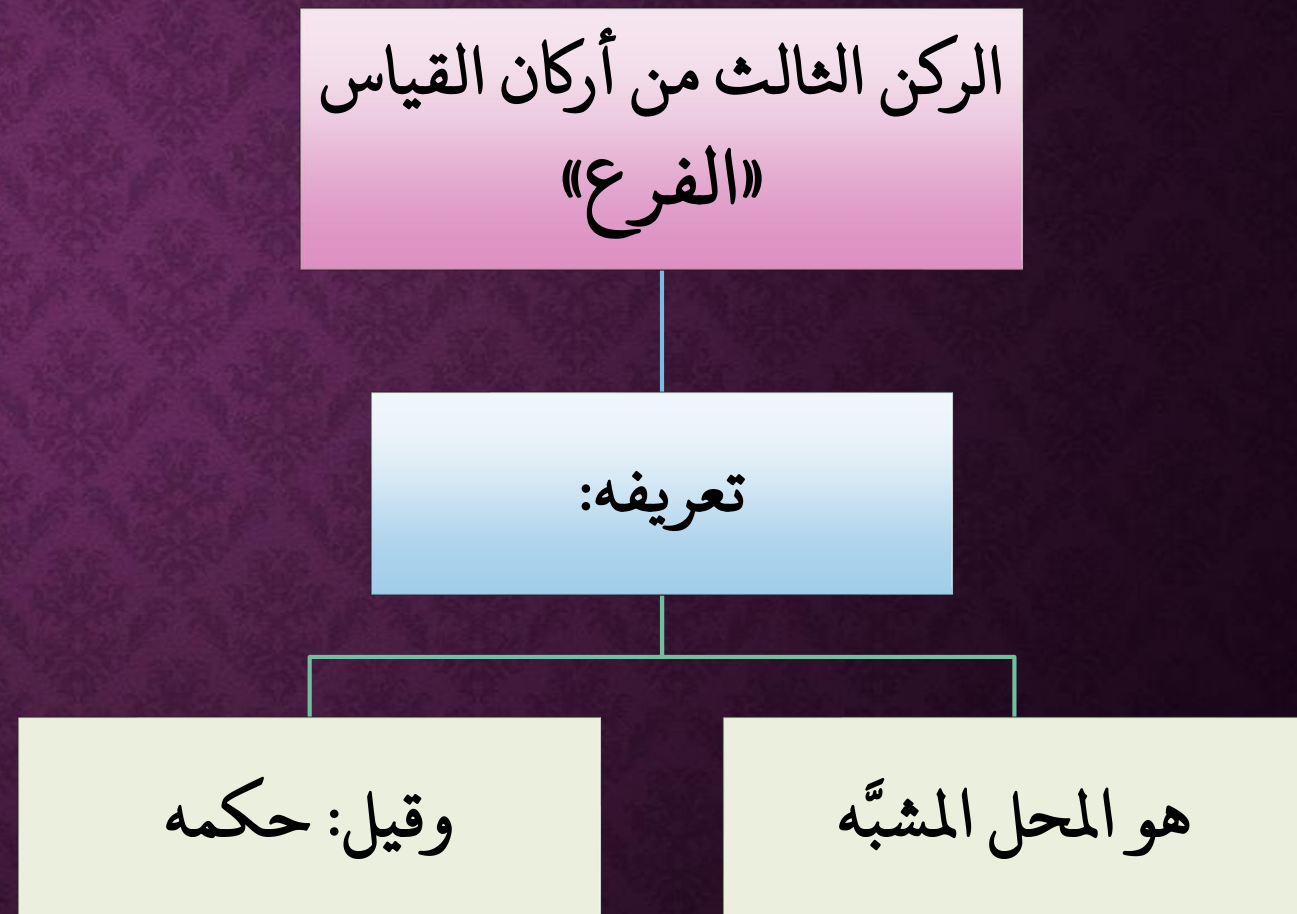 الركن الثالث من أركان القياس
«الفرع»
تعريفه:
هو المحل المشبَّه
وقيل: حكمه